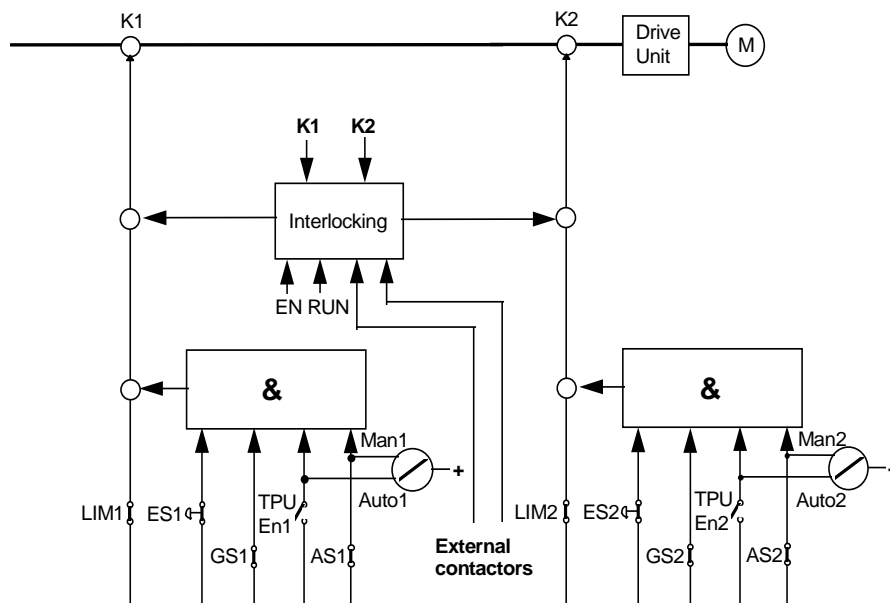 K1
K2
Drive
Unit
M
K1
K2
Interlocking
EN RUN
&
&
Man1
Man2
+
+
LIM1
ES1
TPU
En1
Auto1
LIM2
ES2
TPU
En2
Auto2
GS1
AS1
External
contactors
GS2
AS2